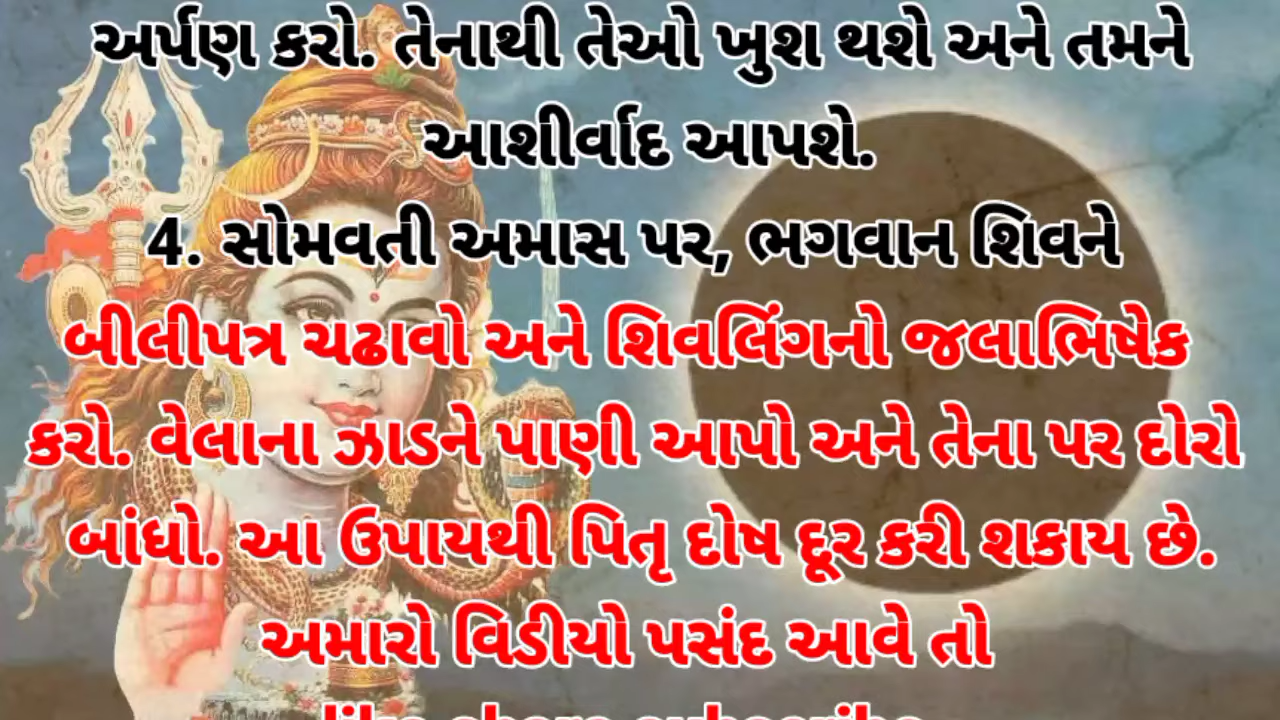 અર્પણ કરો. તેનાથી તેઓ ખુશ થશે અને તમને
આશીર્વાદ આપશે.
4. સોમવતી અમાસ પર, ભગવાન શિવને
બીલીપત્ર ચઢાવો અને શિવલિંગનો જલાભિષેક
કરો. વેલાના ઝાડને પાણી આપો અને તેના પર દોરો
બાંધો. આ ઉપાયથી પિતૃ દોષ દૂર કરી શકાય છે.
અમારો વિડીયો પસંદ આવે તો
like share subscribe